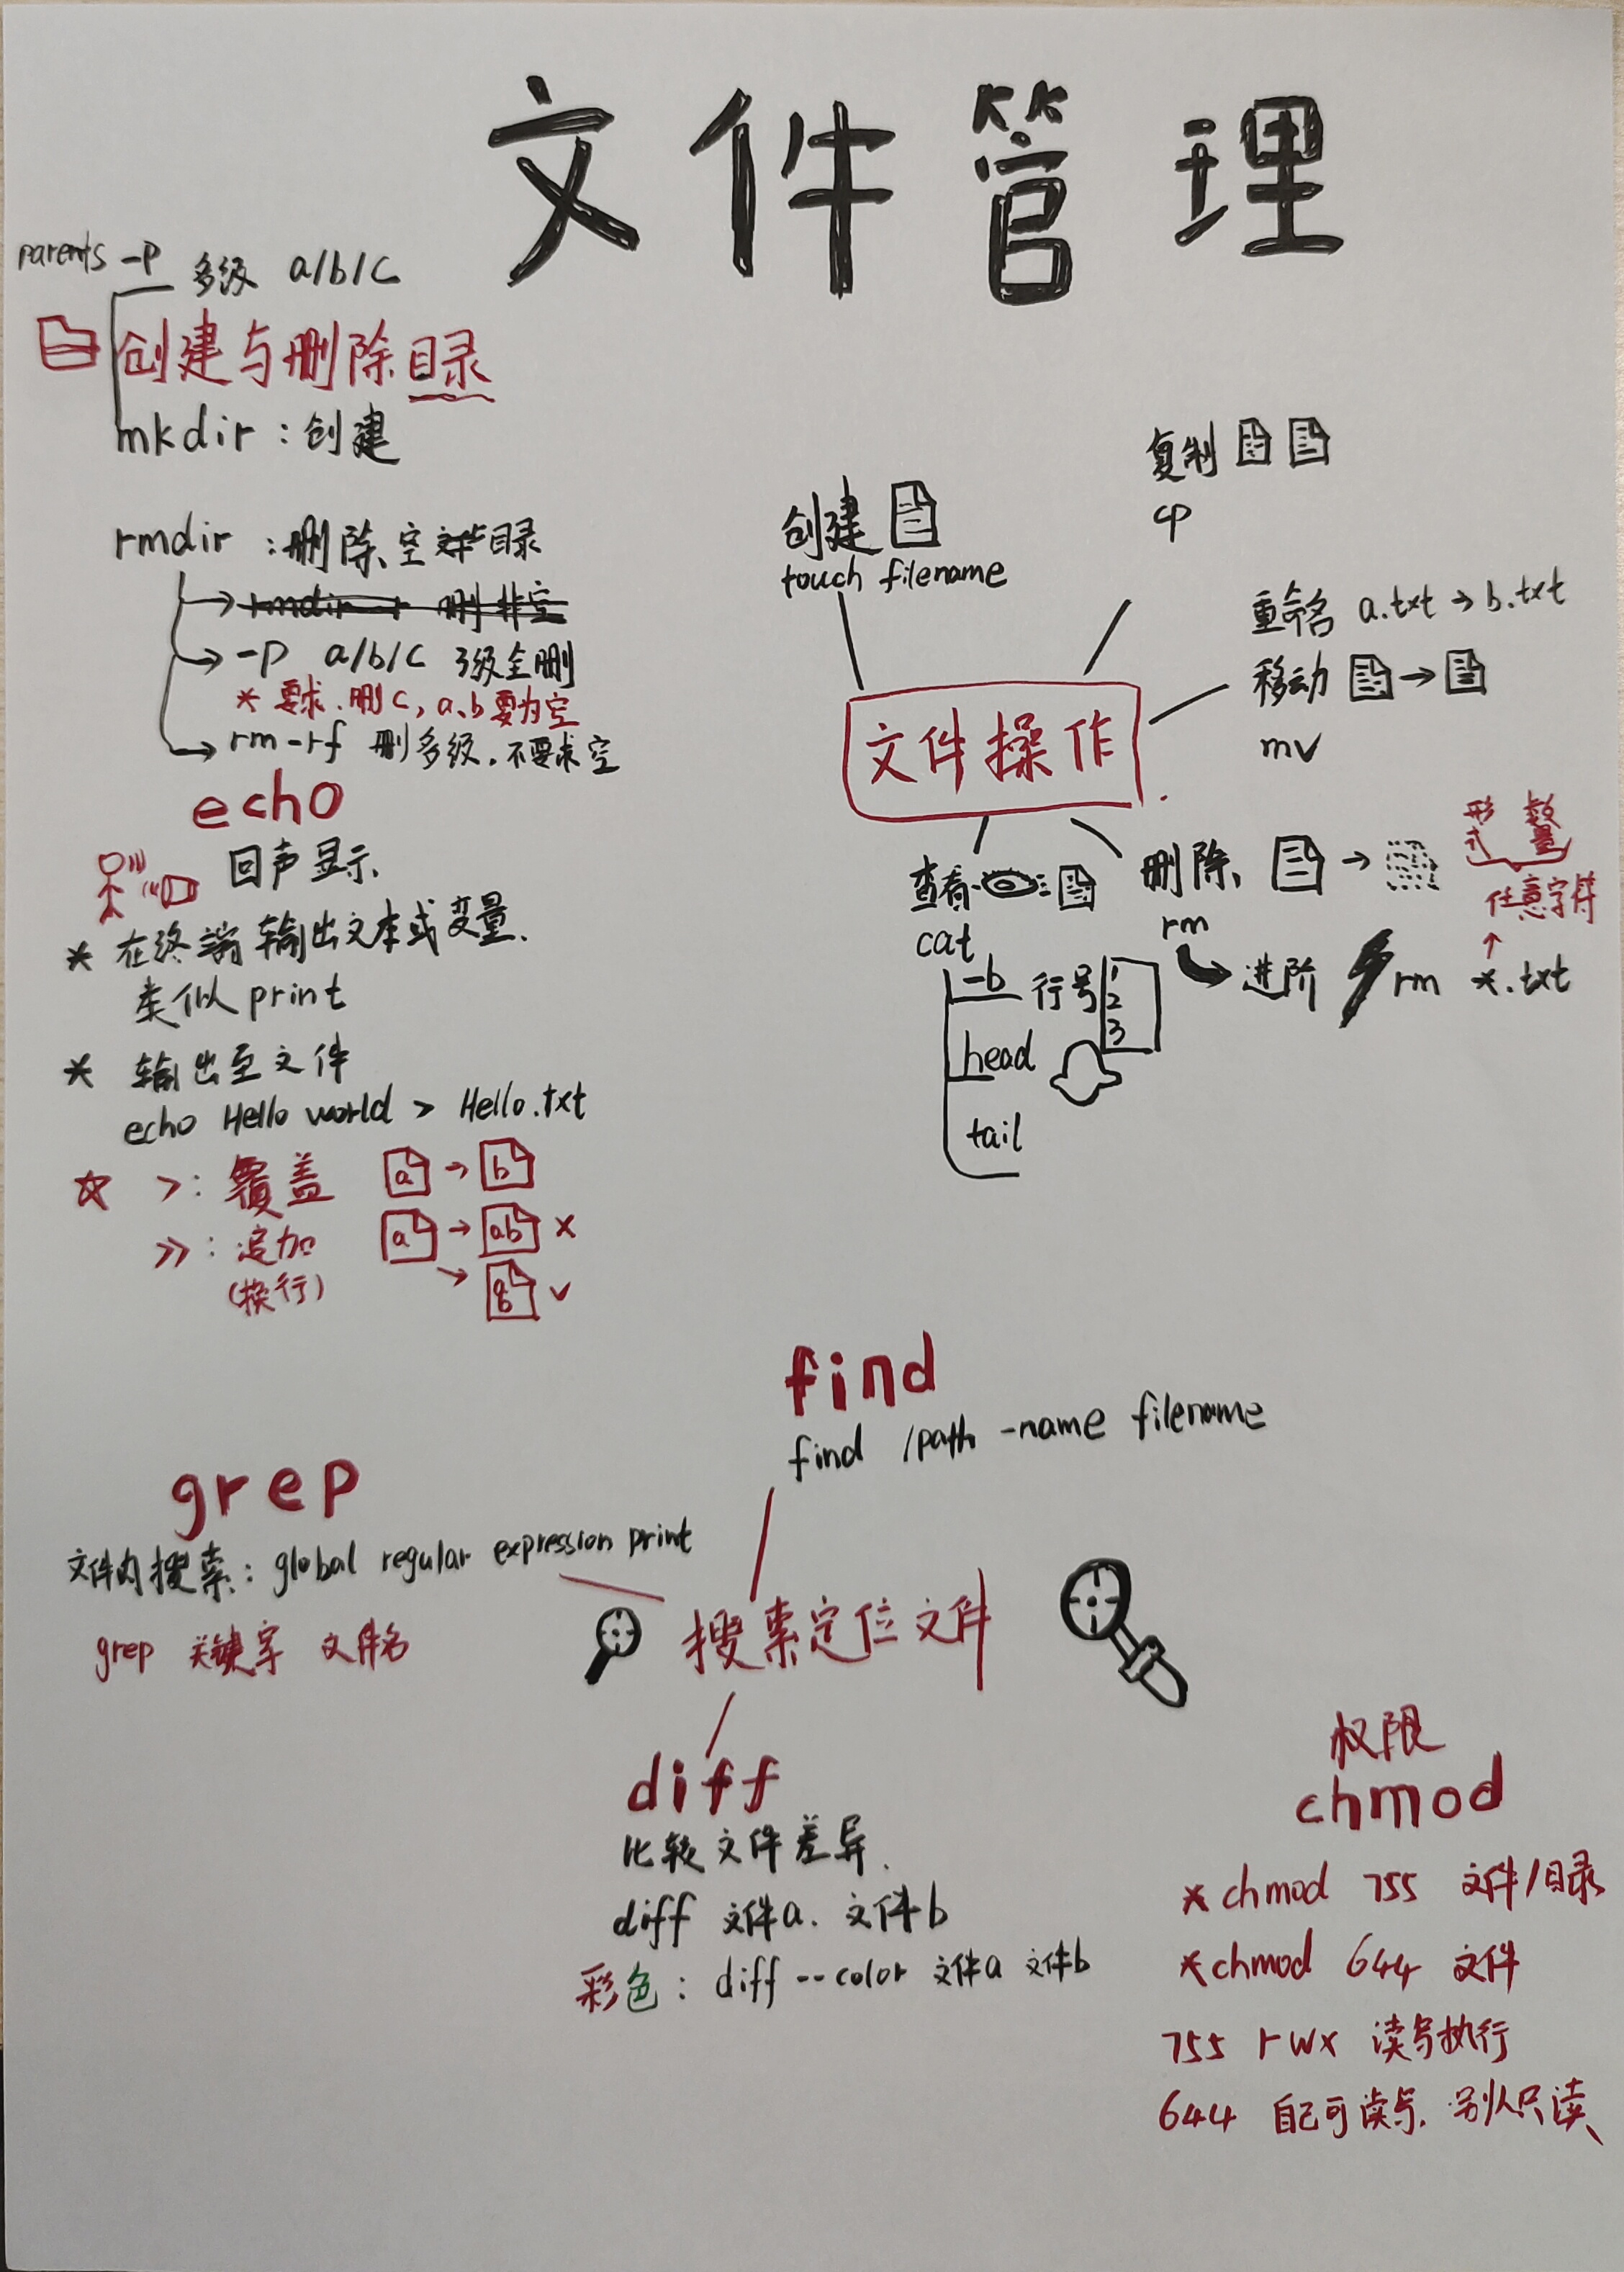 文件管理
parents -p 多级 a/b/c
创建与删除目录
mkdir : 创建
rmdir : 删除空文件目录
rmdir -r 删非空
-p a/b/c 3级全删
* 要求.删c, a、b要为空
rm -rf 删多级.不要求空
echo
回声显示
* 在终端输出文本或变量.
类似print
* 输出至文件
echo Hello world > Hello.txt
☆ >: 覆盖 a → b
>>: 追加 a → ab ×
(换行) → a b ✓
创建
touch filename
复制
cp
重命名 a.txt → b.txt
移动 →
mv
文件操作
查看
cat
-b 行号 1 2 3
head
tail
删除 →
rm
进阶 rm *.txt
形式 数量
任意字符
find
find /path -name filename
grep
文件内搜索: global regular expression print
grep 关键字 文件名
搜索定位文件
diff
比较文件差异.
diff 文件a. 文件b
彩色: diff --color 文件a 文件b
权限
chmod
* chmod 755 文件/目录
* chmod 644 文件
755 rwx 读写执行
644 自己可读写. 别人只读